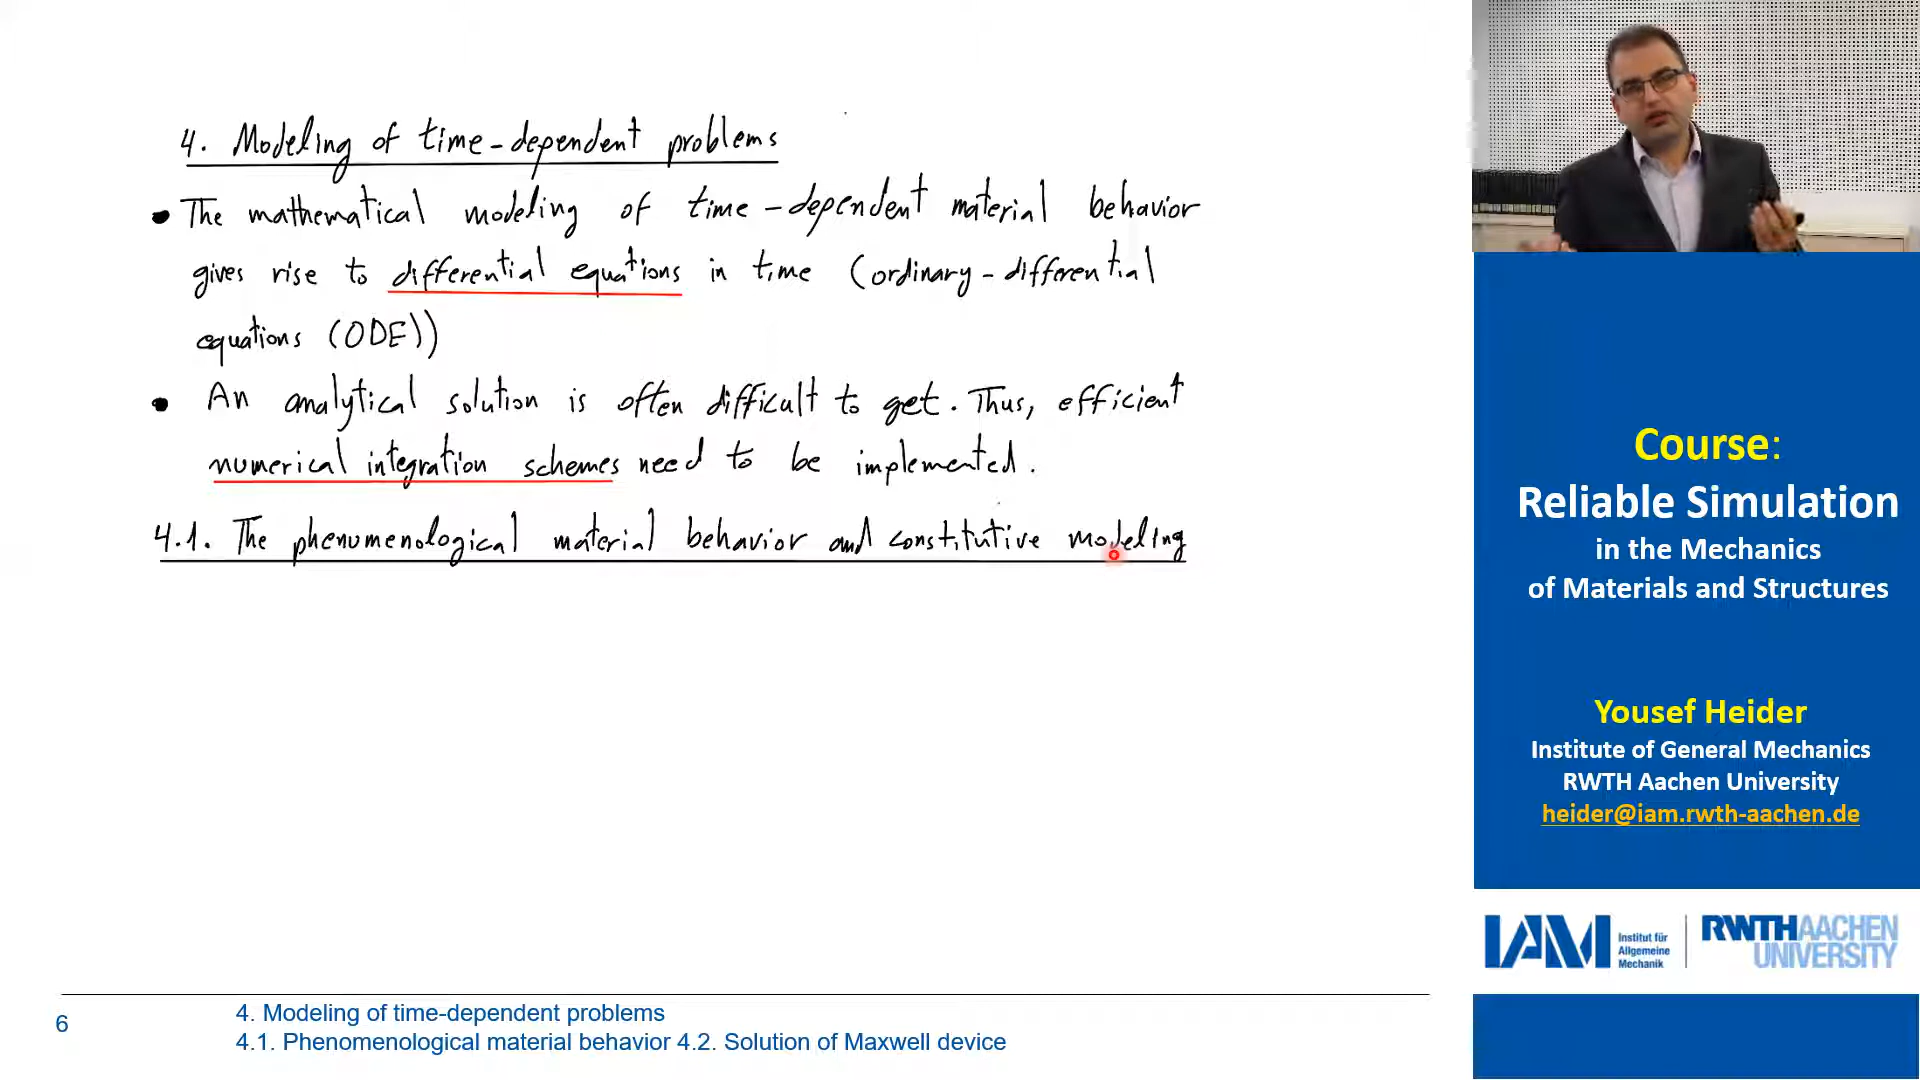 4. Modeling of time-dependent problems
• The mathematical modeling of time-dependent material behavior
gives rise to differential equations in time (ordinary-differential
equations (ODE))
• An analytical solution is often difficult to get. Thus, efficient
numerical integration schemes need to be implemented.
4.1. The phenumenological material behavior and constitutive modeling
Course:
Reliable Simulation
in the Mechanics
of Materials and Structures
Yousef Heider
Institute of General Mechanics
RWTH Aachen University
heider@iam.rwth-aachen.de
IAM
Institut für
Allgemeine
Mechanik
RWTHAACHEN
UNIVERSITY
6
4. Modeling of time-dependent problems
4.1. Phenomenological material behavior 4.2. Solution of Maxwell device